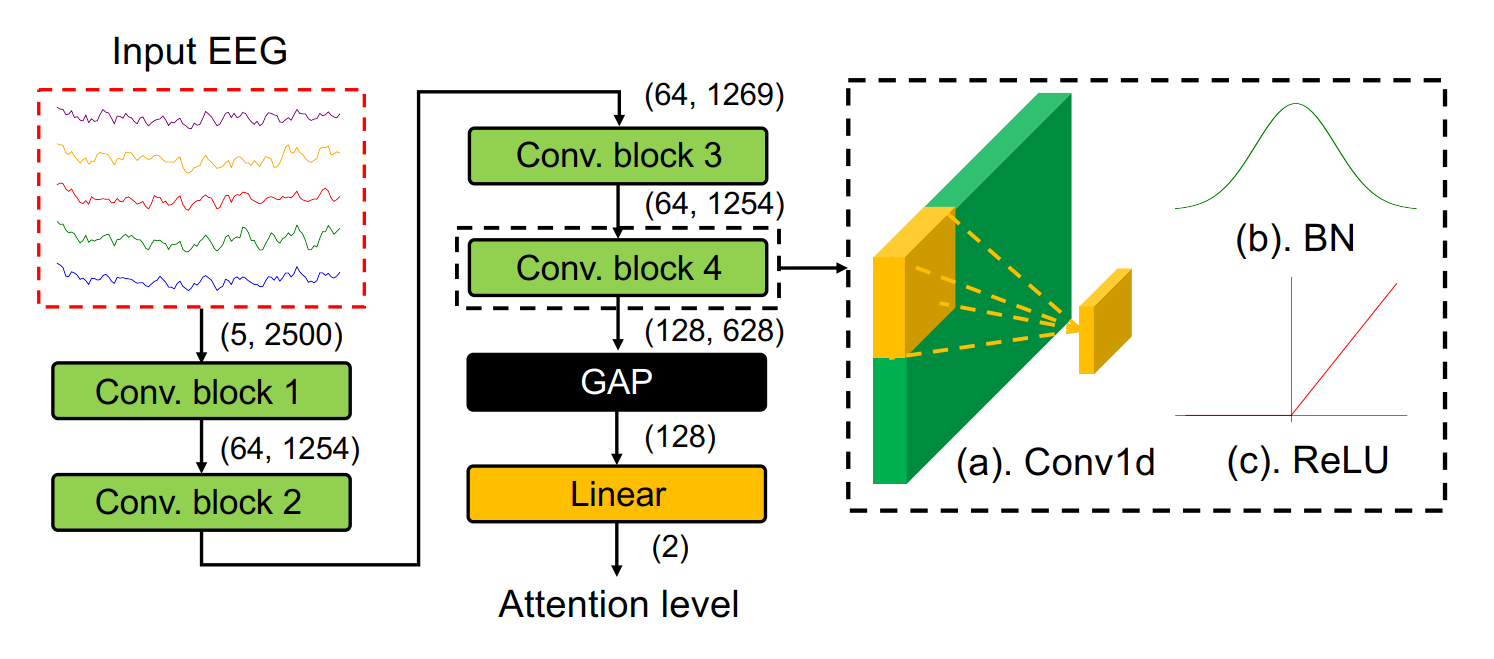 Input EEG
(5, 2500)
Conv. block 1
(64, 1254)
Conv. block 2
(64, 1269)
Conv. block 3
(64, 1254)
Conv. block 4
(128, 628)
GAP
(128)
Linear
(2)
Attention level
(a). Conv1d
(b). BN
(c). ReLU